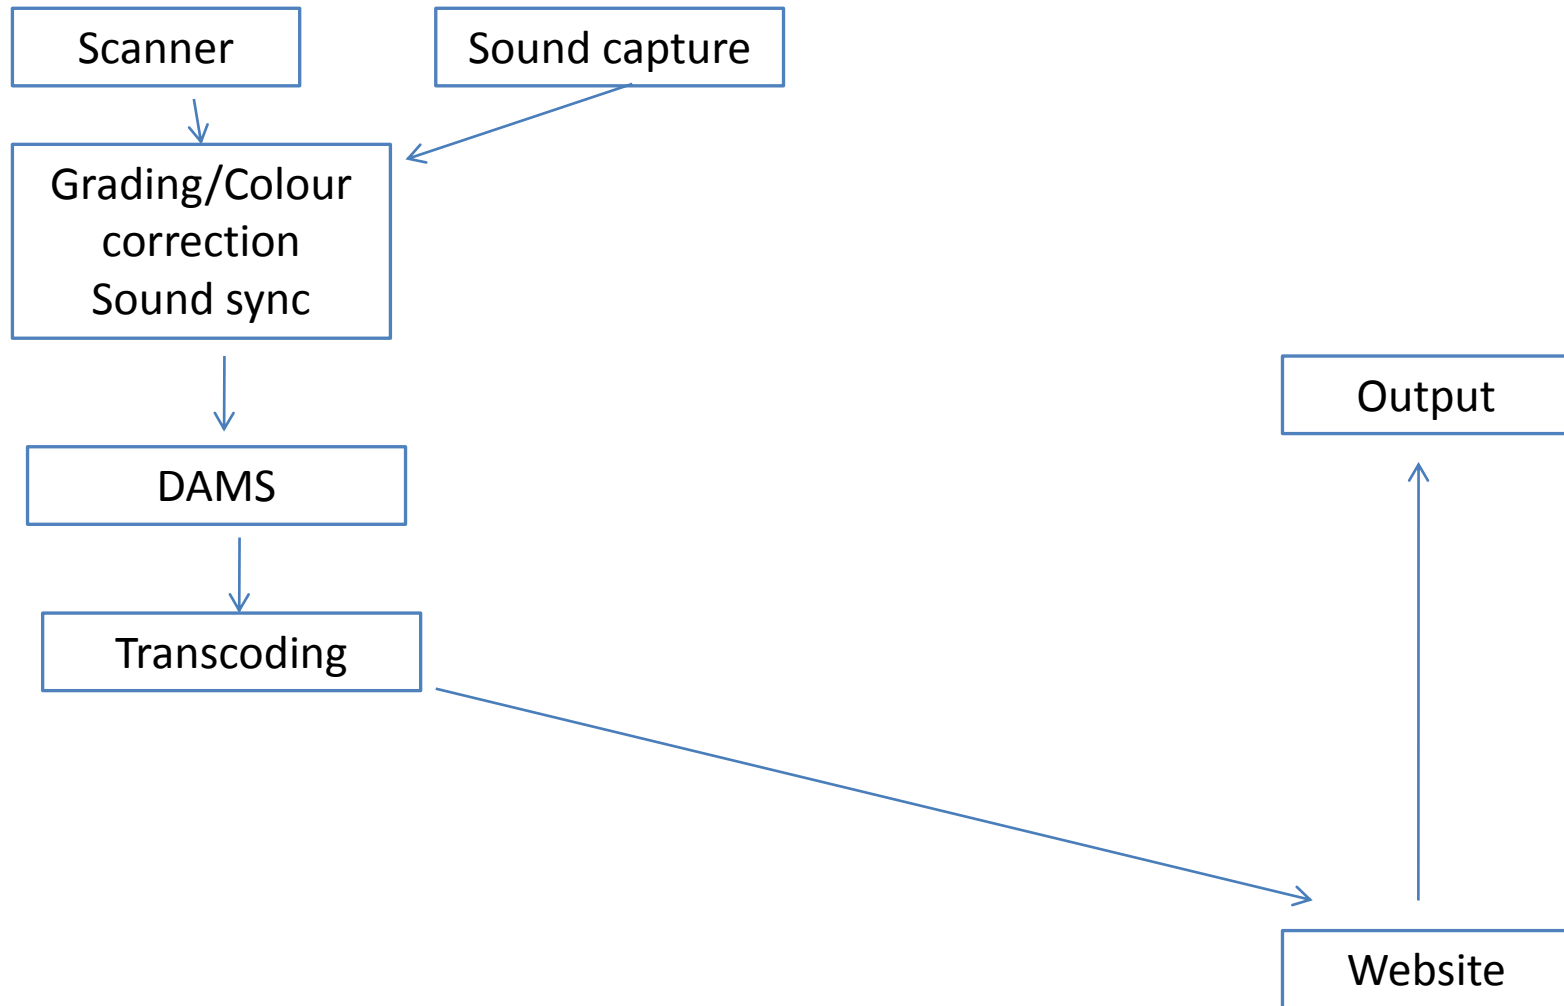 Scanner
Sound capture
Grading/Colour
correction
Sound sync
DAMS
Transcoding
Output
Website